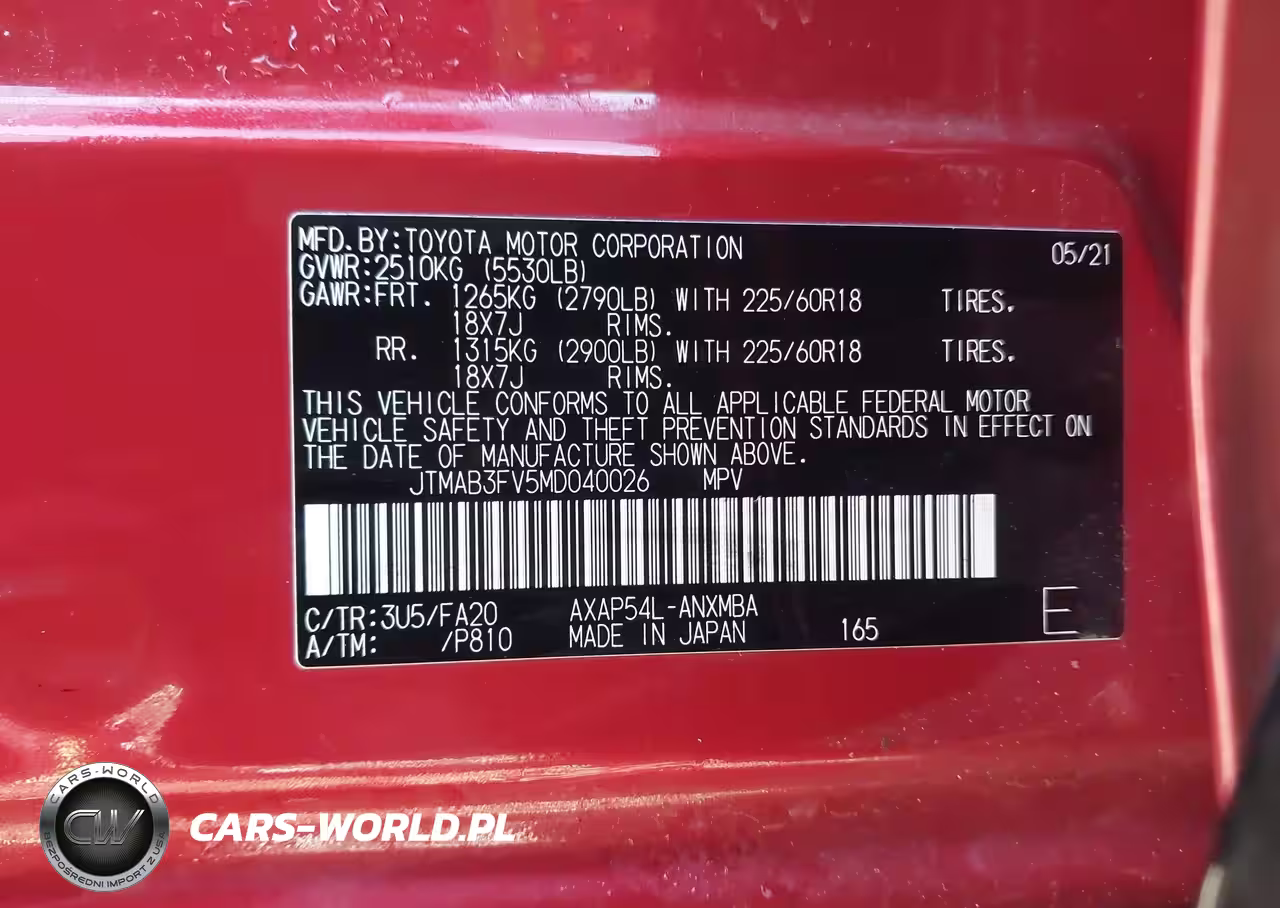 MFD.BY:TOYOTA MOTOR CORPORATION 05/21
GVWR:2510KG (5530LB)
GAWR:FRT. 1265KG (2790LB) WITH 225/60R18 TIRES.
18X7J RIMS.
RR. 1315KG (2900LB) WITH 225/60R18 TIRES.
18X7J RIMS.
THIS VEHICLE CONFORMS TO ALL APPLICABLE FEDERAL MOTOR
VEHICLE SAFETY AND THEFT PREVENTION STANDARDS IN EFFECT ON
THE DATE OF MANUFACTURE SHOWN ABOVE.
JTMAB3FV5MD040026 MPV
C/TR:3U5/FA20 AXAP54L-ANXMBA
A/TM: /P810 MADE IN JAPAN 165 E
CARS-WORLD
CW
BEZPOŚREDNI IMPORT Z USA
CARS-WORLD.PL